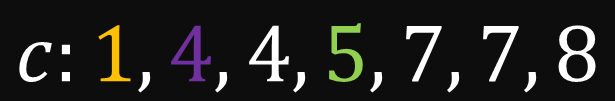 c: 1, 4, 4, 5, 7, 7, 8